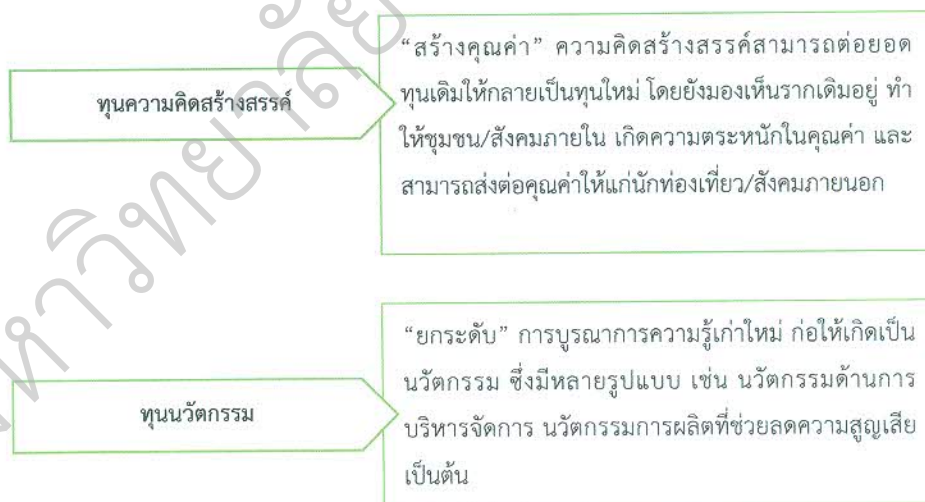 ทุนความคิดสร้างสรรค์
“สร้างคุณค่า” ความคิดสร้างสรรค์สามารถต่อยอด
ทุนเดิมให้กลายเป็นทุนใหม่ โดยยังมองเห็นรากเดิมอยู่ ทำ
ให้ชุมชน/สังคมภายใน เกิดความตระหนักในคุณค่า และ
สามารถส่งต่อคุณค่าให้แก่นักท่องเที่ยว/สังคมภายนอก
ทุนนวัตกรรม
“ยกระดับ” การบูรณาการความรู้เก่าใหม่ ก่อให้เกิดเป็น
นวัตกรรม ซึ่งมีหลายรูปแบบ เช่น นวัตกรรมด้านการ
บริหารจัดการ นวัตกรรมการผลิตที่ช่วยลดความสูญเสีย
เป็นต้น